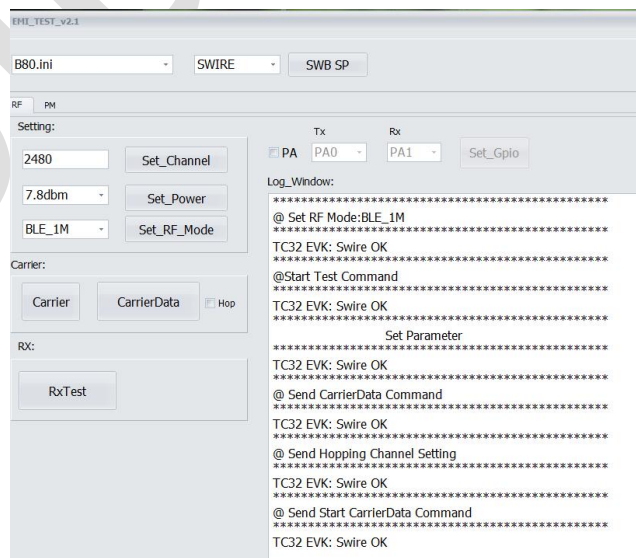 EMI_TEST_v2.1
B80.ini SWIRE SWB SP
RF PM
Setting:
2480 Set_Channel
7.8dbm Set_Power
BLE_1M Set_RF_Mode
Carrier:
Carrier CarrierData Hop
RX:
RxTest
Tx Rx
PA PA0 PA1 Set_Gpio
Log_Window:
************************************************
@ Set RF Mode:BLE_1M
************************************************
TC32 EVK: Swire OK
************************************************
@Start Test Command
************************************************
TC32 EVK: Swire OK
************************************************
Set Parameter
************************************************
TC32 EVK: Swire OK
************************************************
@ Send CarrierData Command
************************************************
TC32 EVK: Swire OK
************************************************
@ Send Hopping Channel Setting
************************************************
TC32 EVK: Swire OK
************************************************
@ Send Start CarrierData Command
************************************************
TC32 EVK: Swire OK